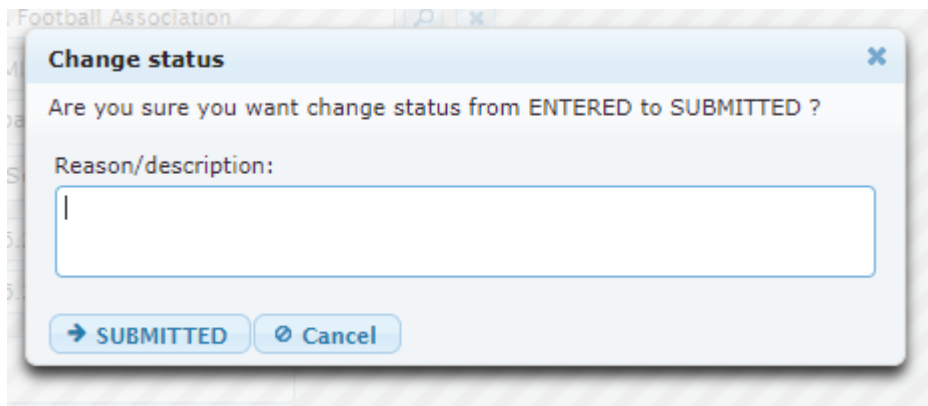 Football Association
Change status
Are you sure you want change status from ENTERED to SUBMITTED ?
Reason/description:
SUBMITTED
Cancel